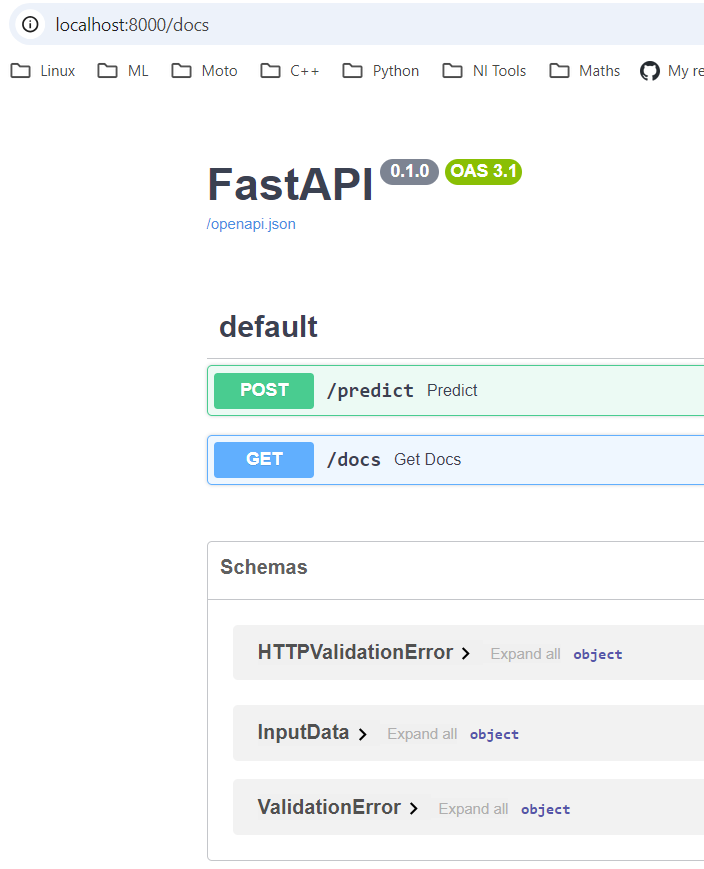 localhost:8000/docs
Linux ML Moto C++ Python NI Tools Maths My re
FastAPI 0.1.0 OAS 3.1
/openapi.json
default
POST /predict Predict
GET /docs Get Docs
Schemas
HTTPValidationError Expand all object
InputData Expand all object
ValidationError Expand all object